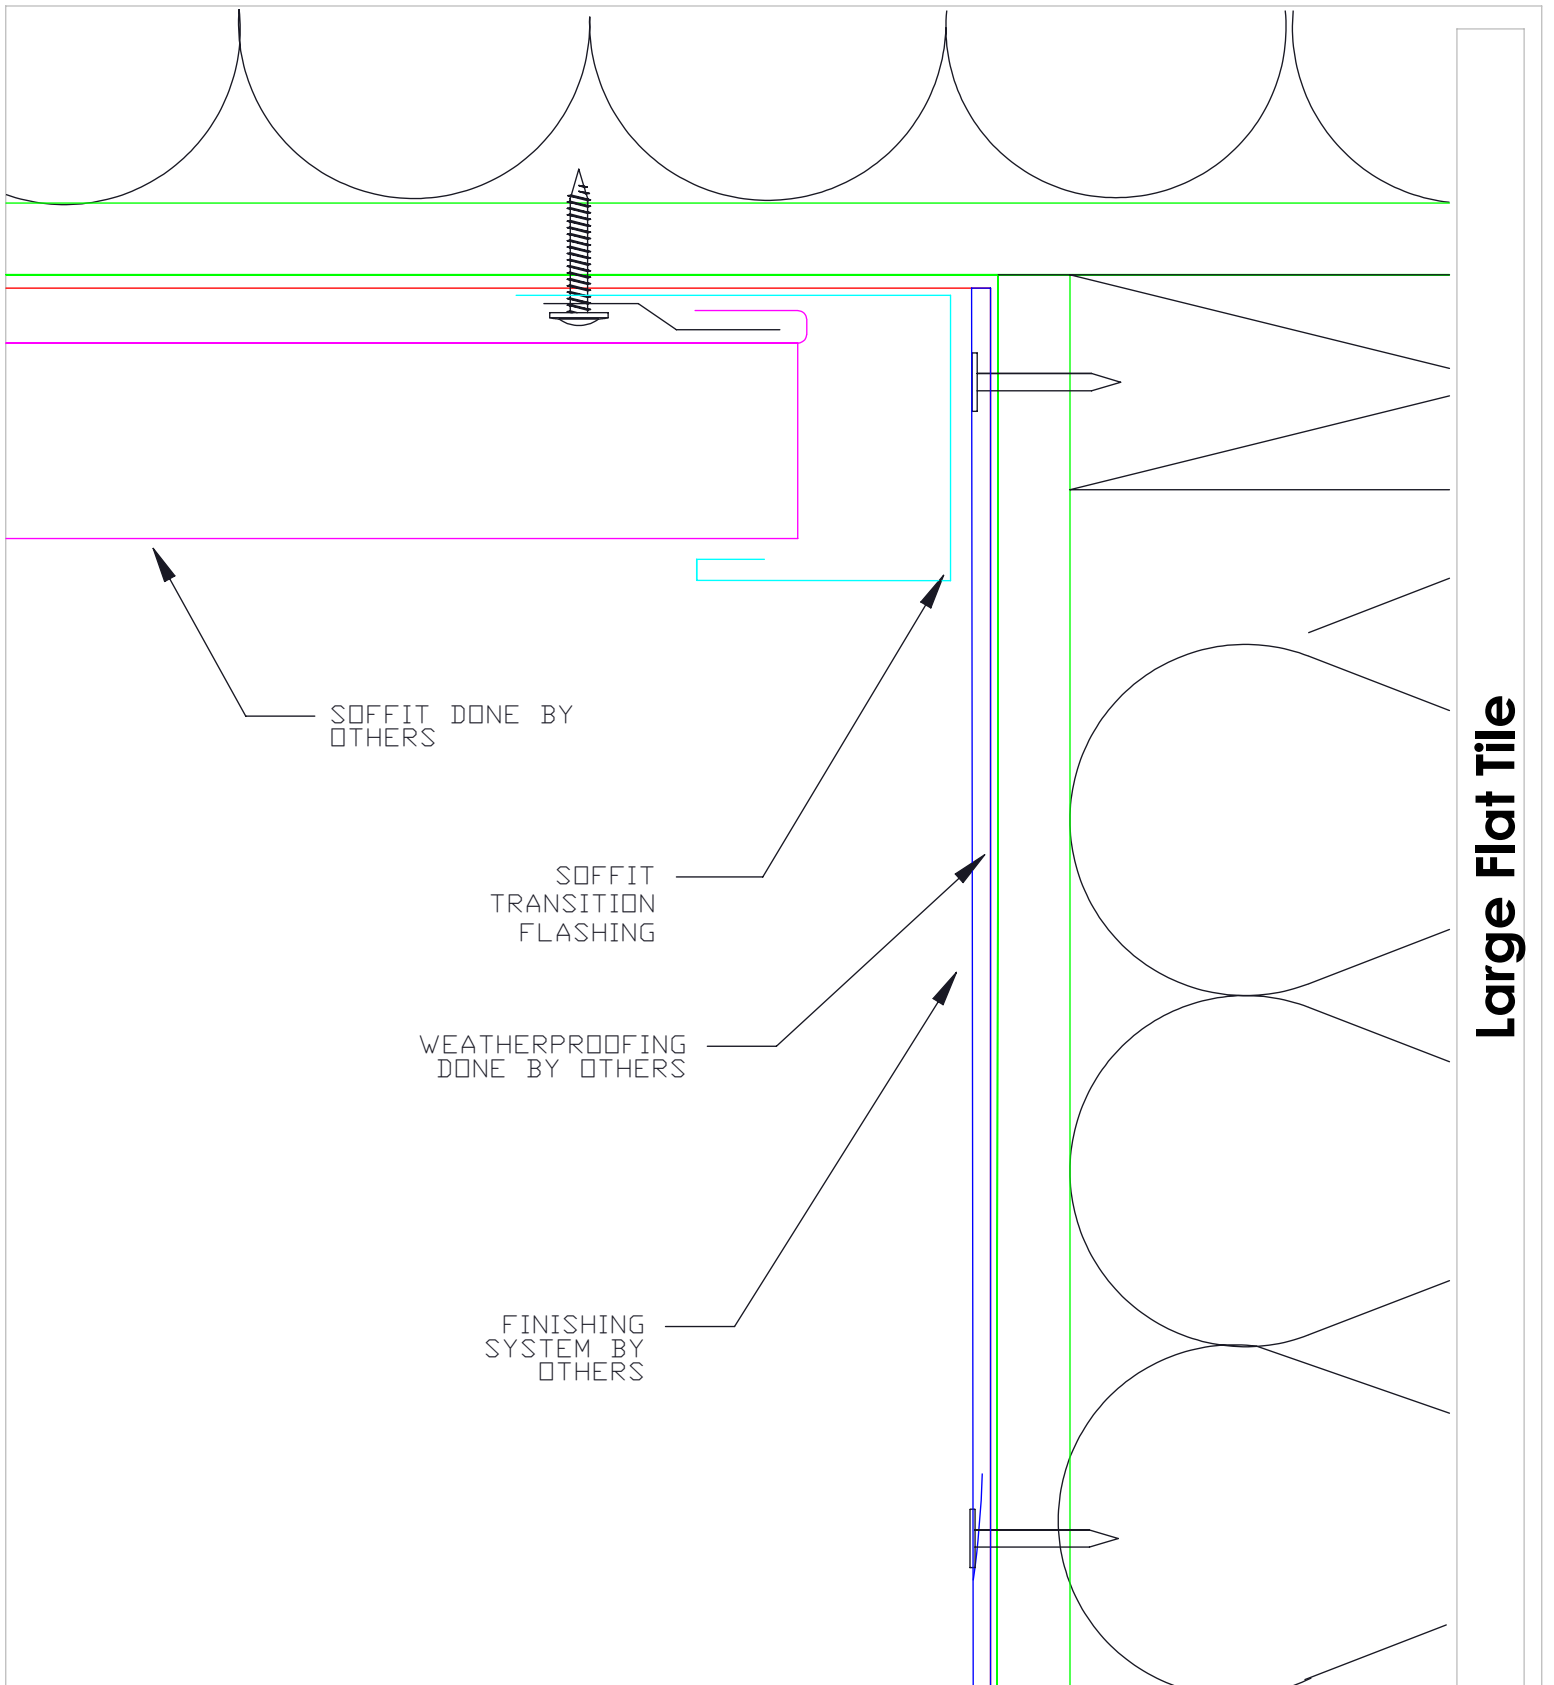 SOFFIT DONE BY
OTHERS
SOFFIT
TRANSITION
FLASHING
WEATHERPROOFING
DONE BY OTHERS
FINISHING
SYSTEM BY
OTHERS
Large Flat Tile